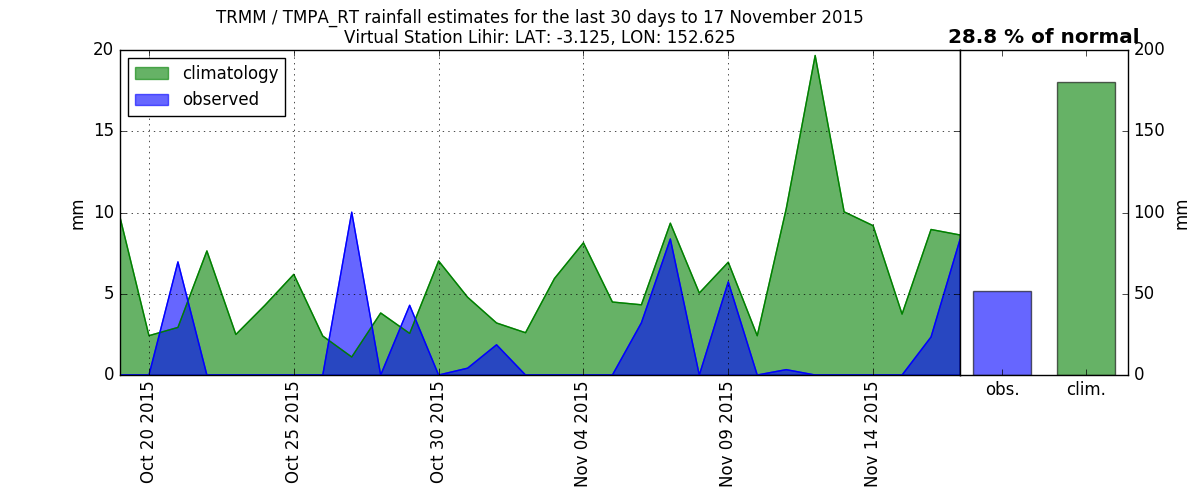 TRMM / TMPA_RT rainfall estimates for the last 30 days to 17 November 2015
Virtual Station Lihir: LAT: -3.125, LON: 152.625
28.8 % of normal
climatology
observed
20
15
10
5
0
mm
Oct 20 2015
Oct 25 2015
Oct 30 2015
Nov 04 2015
Nov 09 2015
Nov 14 2015
200
150
100
50
0
mm
obs.
clim.